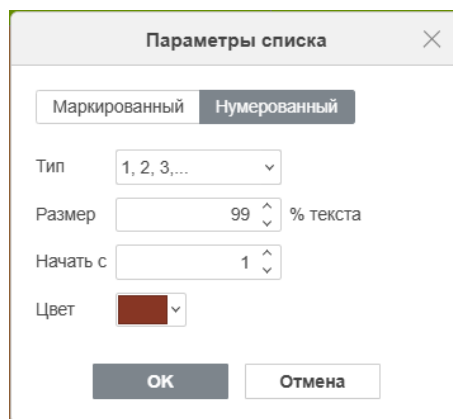 Параметры списка
Маркированный Нумерованный
Тип 1, 2, 3,...
Размер 99 % текста
Начать с 1
Цвет
ОК Отмена